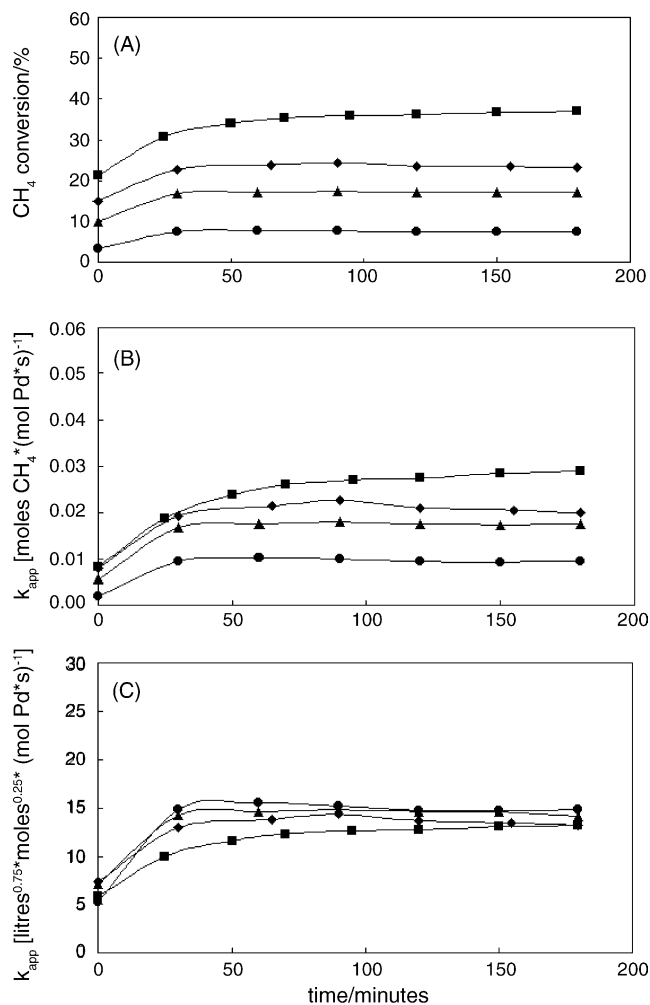 (A)
CH4 conversion/%
60
50
40
30
20
10
0
0 50 100 150 200
(B)
kapp [moles CH4*(mol Pd*s)-1]
0.06
0.05
0.04
0.03
0.02
0.01
0.00
0 50 100 150 200
(C)
kapp [litres0.75*moles0.25* (mol Pd*s)-1]
30
25
20
15
10
5
0
0 50 100 150 200
time/minutes